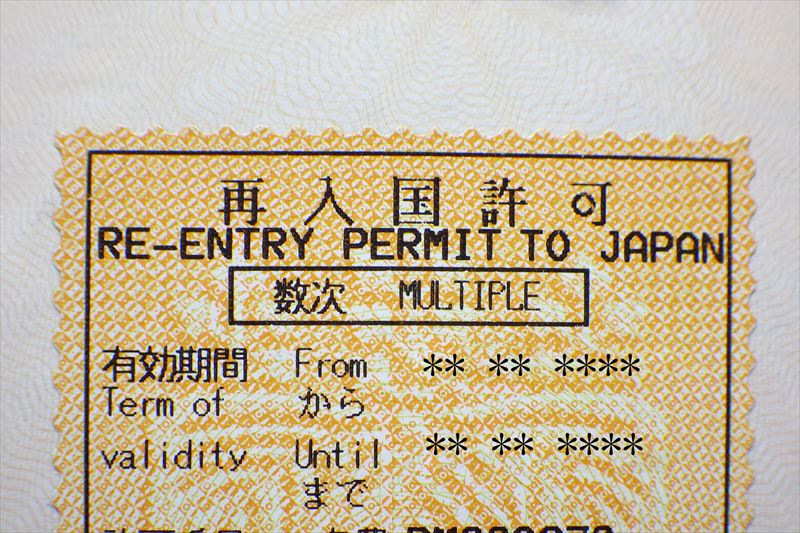 再入国許可
RE-ENTRY PERMIT TO JAPAN
数次 MULTIPLE
有効期間 From ** ** ****
Term of から
validity Until ** ** ****
まで